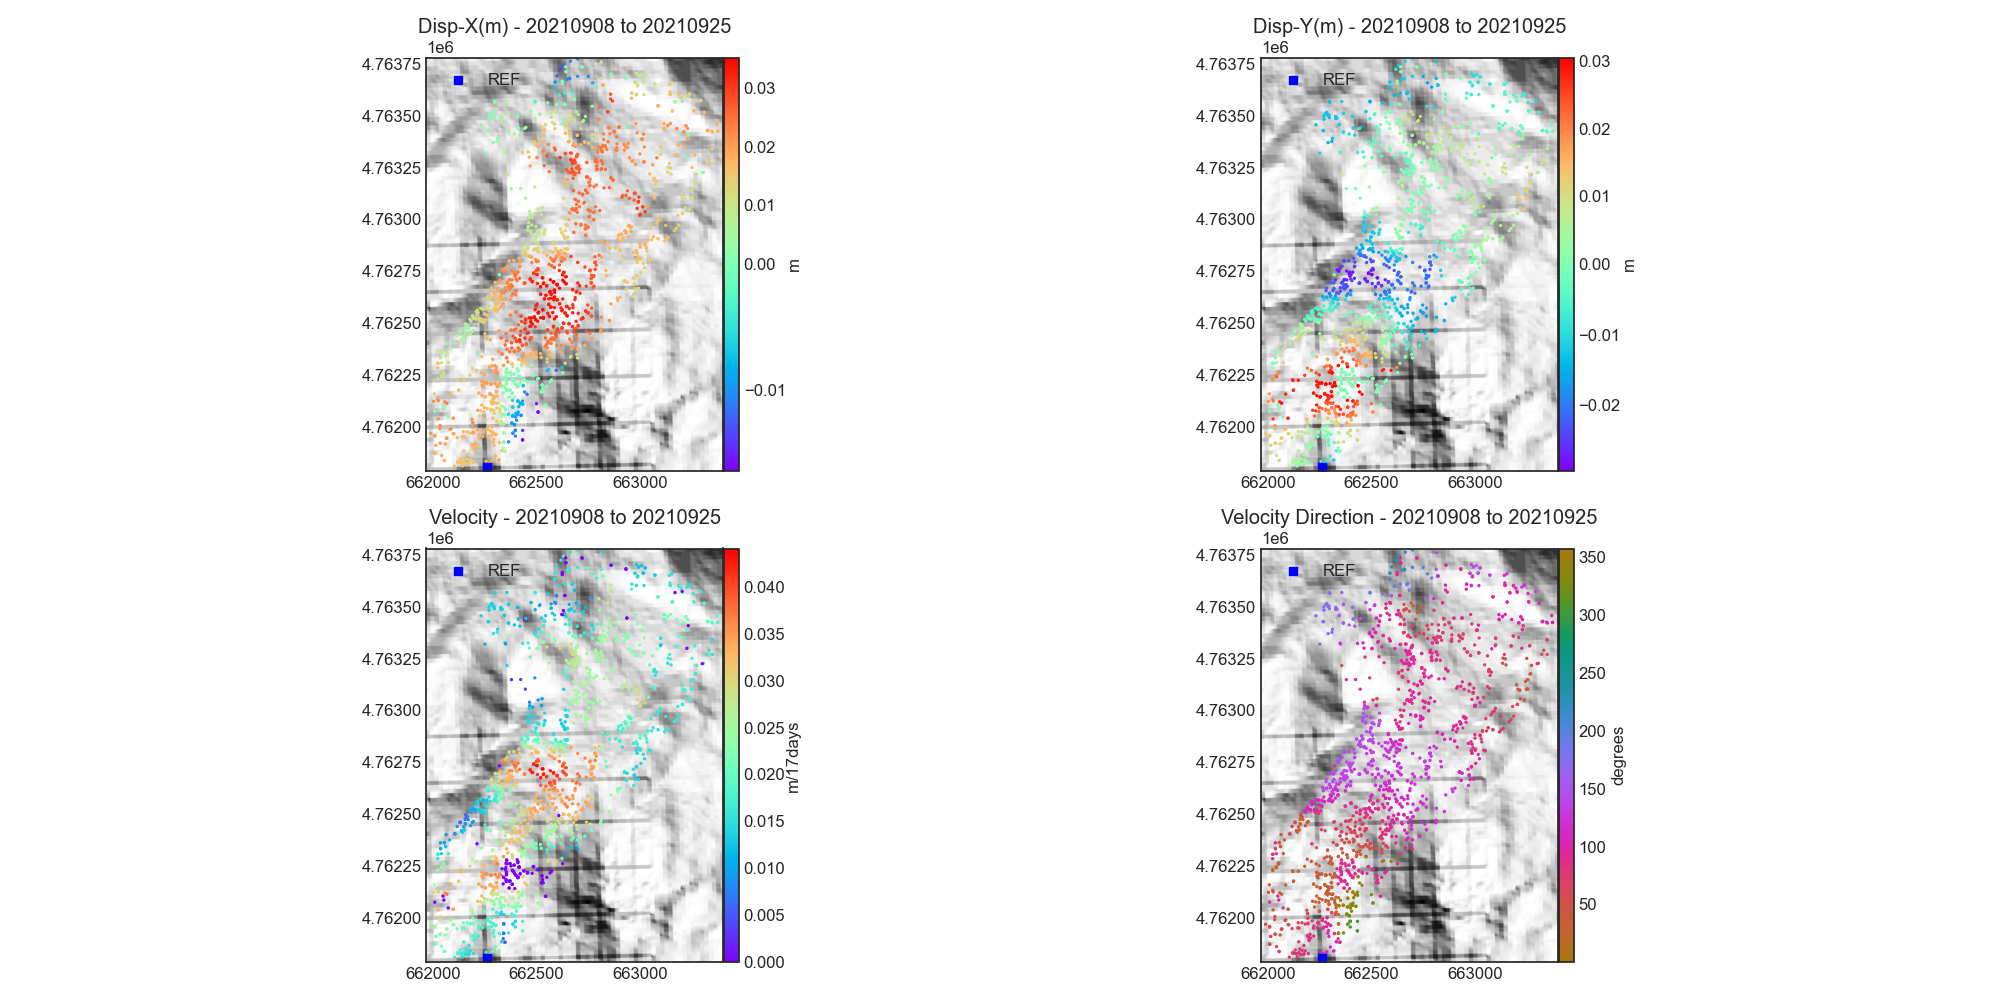 Disp-X(m) - 20210908 to 20210925
1e6
REF
4.76375
4.76350
4.76325
4.76300
4.76275
4.76250
4.76225
4.76200
662000 662500 663000
0.03
0.02
0.01
0.00
−0.01
m
Disp-Y(m) - 20210908 to 20210925
1e6
REF
4.76375
4.76350
4.76325
4.76300
4.76275
4.76250
4.76225
4.76200
662000 662500 663000
0.03
0.02
0.01
0.00
−0.01
−0.02
m
Velocity - 20210908 to 20210925
1e6
REF
4.76375
4.76350
4.76325
4.76300
4.76275
4.76250
4.76225
4.76200
662000 662500 663000
0.040
0.035
0.030
0.025
0.020
0.015
0.010
0.005
0.000
m/17days
Velocity Direction - 20210908 to 20210925
1e6
REF
4.76375
4.76350
4.76325
4.76300
4.76275
4.76250
4.76225
4.76200
662000 662500 663000
350
300
250
200
150
100
50
degrees